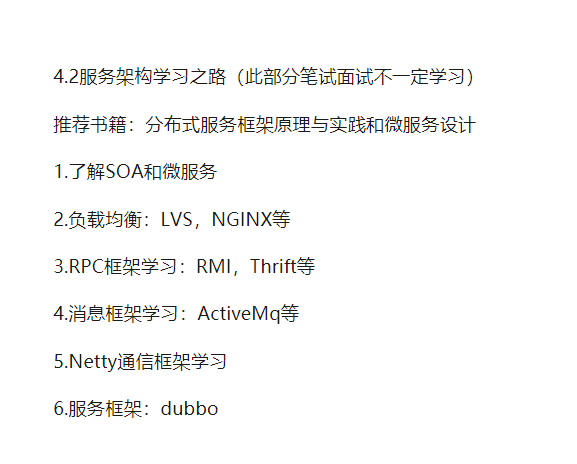 4.2服务架构学习之路（此部分笔试面试不一定学习）
推荐书籍：分布式服务框架原理与实践和微服务设计
1.了解SOA和微服务
2.负载均衡：LVS，NGINX等
3.RPC框架学习：RMI，Thrift等
4.消息框架学习：ActiveMq等
5.Netty通信框架学习
6.服务框架：dubbo